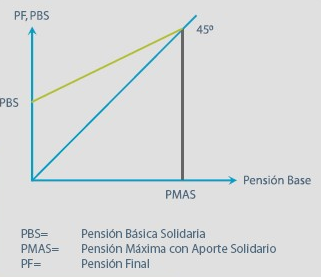 PF, PBS
45º
PBS
Pensión Base
PMAS
PBS= Pensión Básica Solidaria
PMAS= Pensión Máxima con Aporte Solidario
PF= Pensión Final